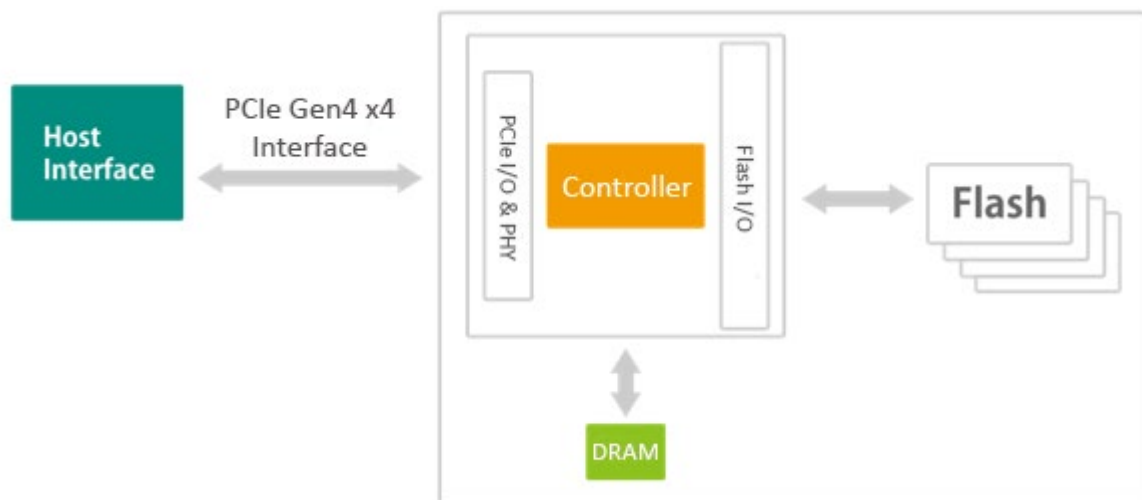 Host
Interface
PCIe Gen4 x4
Interface
PCIe I/O & PHY
Controller
Flash I/O
Flash
DRAM